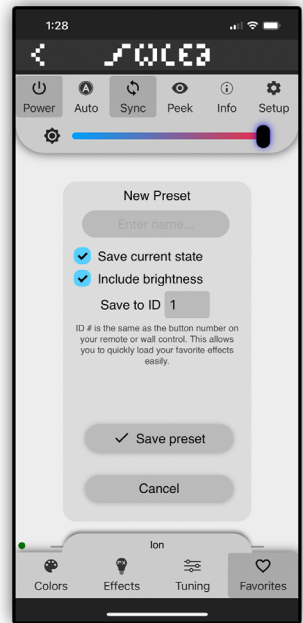 1:28
Power Auto Sync Peek Info Setup
New Preset
Enter name...
Save current state
Include brightness
Save to ID 1
ID # is the same as the button number on
your remote or wall control. This allows
you to quickly load your favorite effects
easily.
Save preset
Cancel
Ion
Colors Effects Tuning Favorites